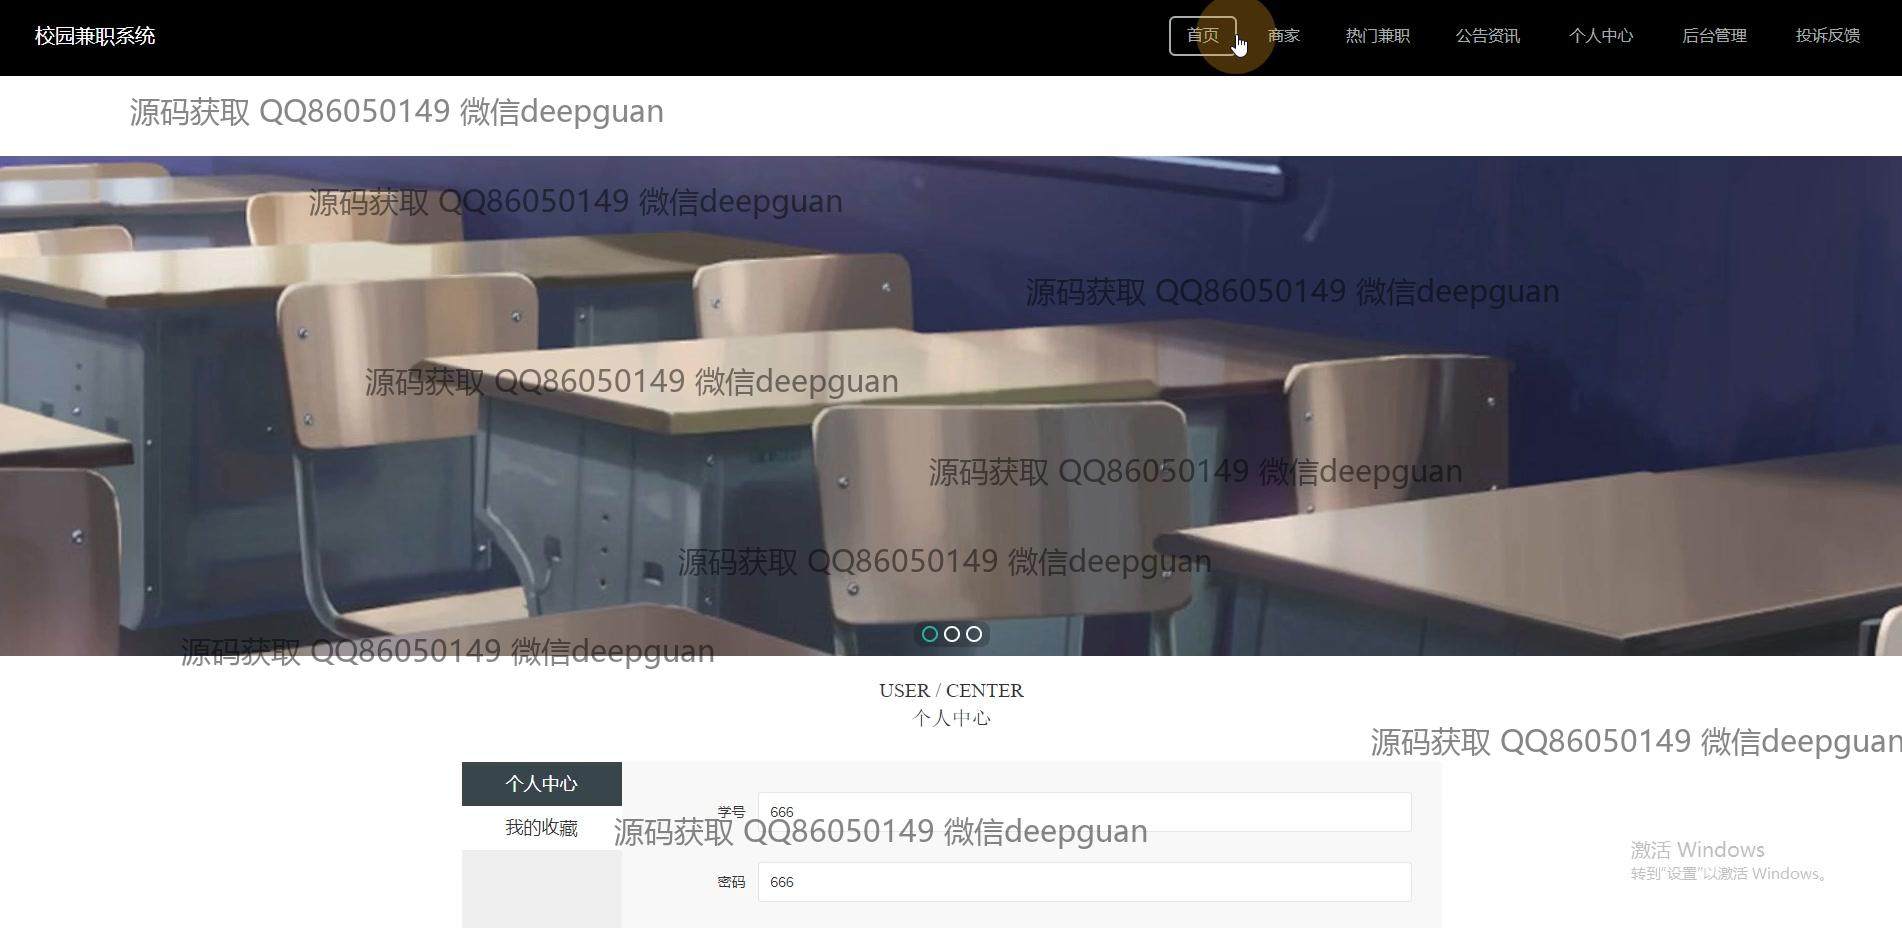 校园兼职系统
首页 商家 热门兼职 公告资讯 个人中心 后台管理 投诉反馈
源码获取 QQ86050149 微信deepguan
源码获取 QQ86050149 微信deepguan
源码获取 QQ86050149 微信deepguan
源码获取 QQ86050149 微信deepguan
源码获取 QQ86050149 微信deepguan
源码获取 QQ86050149 微信deepguan
源码获取 QQ86050149 微信deepguan
USER / CENTER
个人中心
源码获取 QQ86050149 微信deepguan
个人中心
学号 666
我的收藏
源码获取 QQ86050149 微信deepguan
激活 Windows
转到"设置"以激活 Windows。
密码 666